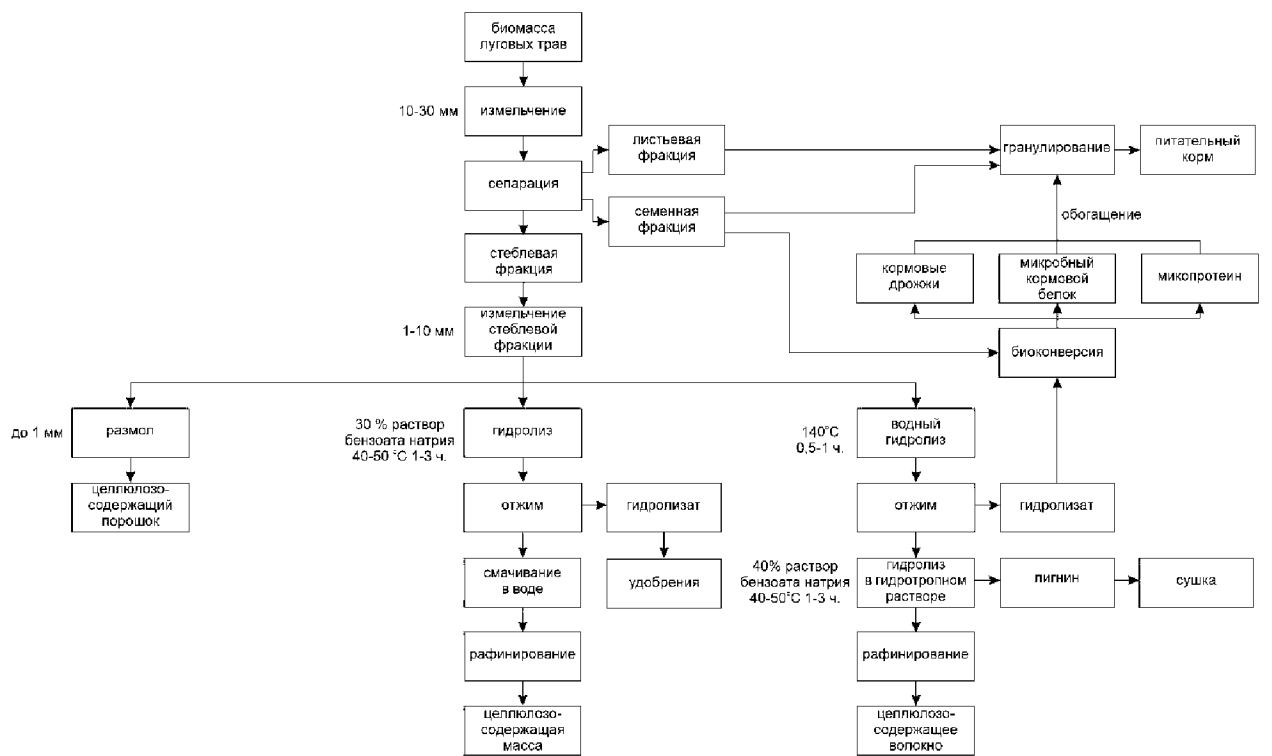 биомасса
луговых трав
10-30 мм
измельчение
листьевая
фракция
гранулирование
питательный
корм
сепарация
семенная
фракция
обогащение
стеблевая
фракция
кормовые
дрожжи
микробный
кормовой
белок
микопротеин
1-10 мм
измельчение
стеблевой
фракции
биоконверсия
до 1 мм
размол
30 % раствор
бензоата натрия
40-50 °С 1-3 ч.
гидролиз
140°С
0,5-1 ч.
водный
гидролиз
целлюлозо-
содержащий
порошок
отжим
гидролизат
отжим
гидролизат
смачивание
в воде
удобрения
40% раствор
бензоата натрия
40-50°С 1-3 ч.
гидролиз
в гидротропном
растворе
лигнин
сушка
рафинирование
рафинирование
целлюлозо-
содержащая
масса
целлюлозо-
содержащее
волокно